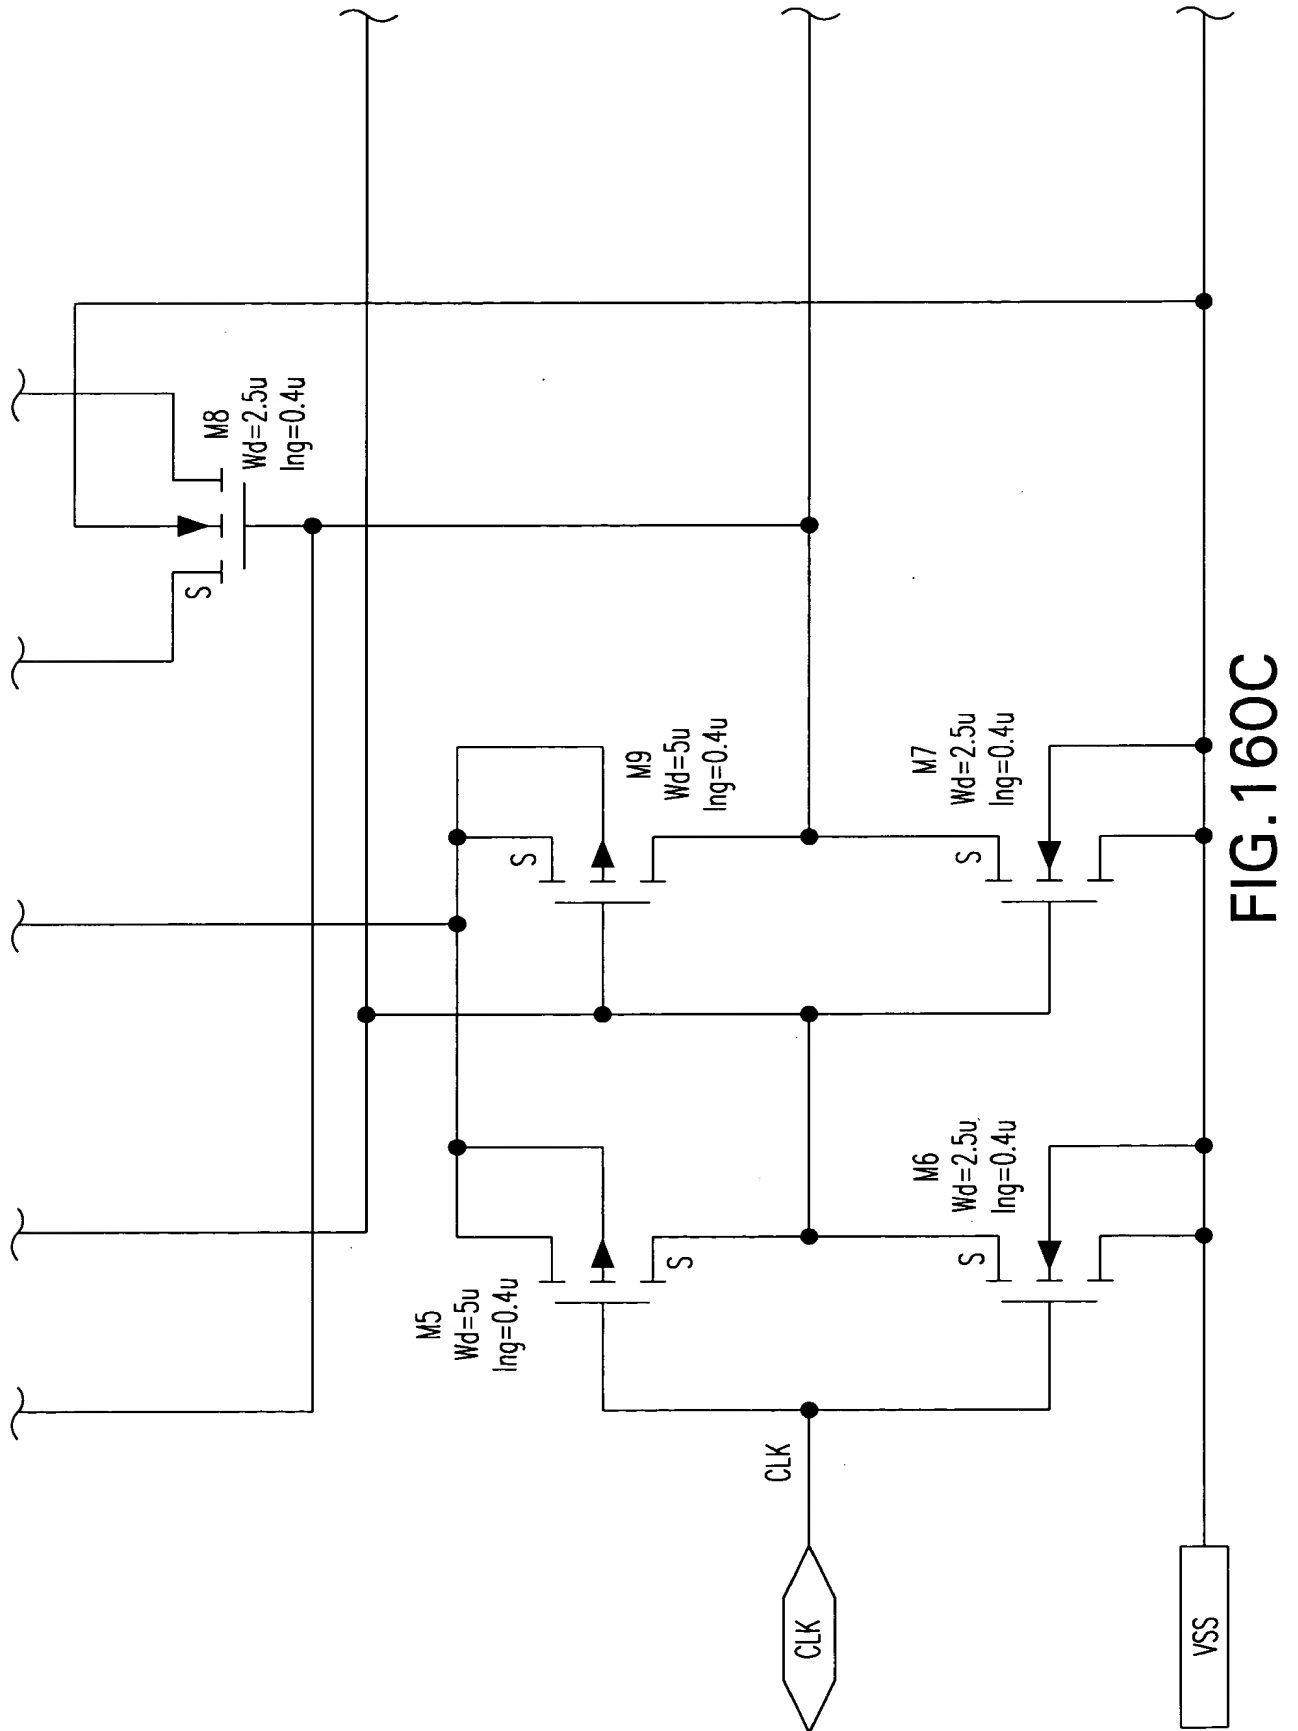 S
M8
Wd=2.5u
lng=0.4u
M5
Wd=5u
lng=0.4u
S
S
M9
Wd=5u
lng=0.4u
CLK
CLK
M6
Wd=2.5u
lng=0.4u
S
M7
Wd=2.5u
lng=0.4u
S
VSS
FIG.160C